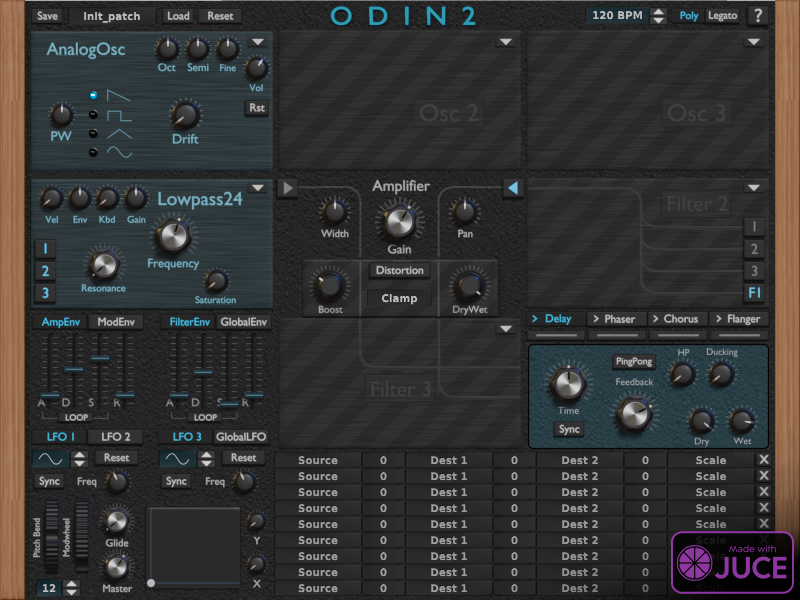 Save Init_patch Load Reset ODIN 2 120 BPM Poly Legato ?
AnalogOsc
Oct Semi Fine
Vol
Rst
PW
Drift
Osc 2
Osc 3
Lowpass24
Vel Env Kbd Gain
1
2
3
Frequency
Resonance
Saturation
Amplifier
Width
Gain
Pan
Distortion
Clamp
Boost
DryWet
Filter 2
1
2
3
F1
AmpEnv ModEnv FilterEnv GlobalEnv
A D S R A D S R
LOOP LOOP
Filter 3
> Delay > Phaser > Chorus > Flanger
PingPong HP Ducking
Feedback
Time
Sync
Dry Wet
LFO 1 LFO 2 LFO 3 GlobalLFO
Reset Reset
Sync Freq Sync Freq
Pitch Bend
Modwheel
Glide
Master
12
Y
X
Source 0 Dest 1 0 Dest 2 0 Scale X
Source 0 Dest 1 0 Dest 2 0 Scale X
Source 0 Dest 1 0 Dest 2 0 Scale X
Source 0 Dest 1 0 Dest 2 0 Scale X
Source 0 Dest 1 0 Dest 2 0 Scale X
Source 0 Dest 1 0 Dest 2 0 Scale
Source 0 Dest 1 0 Dest 2 0 Scale
Source 0 Dest 1 0 Dest 2 0 Scale
Source 0 Dest 1 0 Dest 2 0 Scale
Made with
JUCE